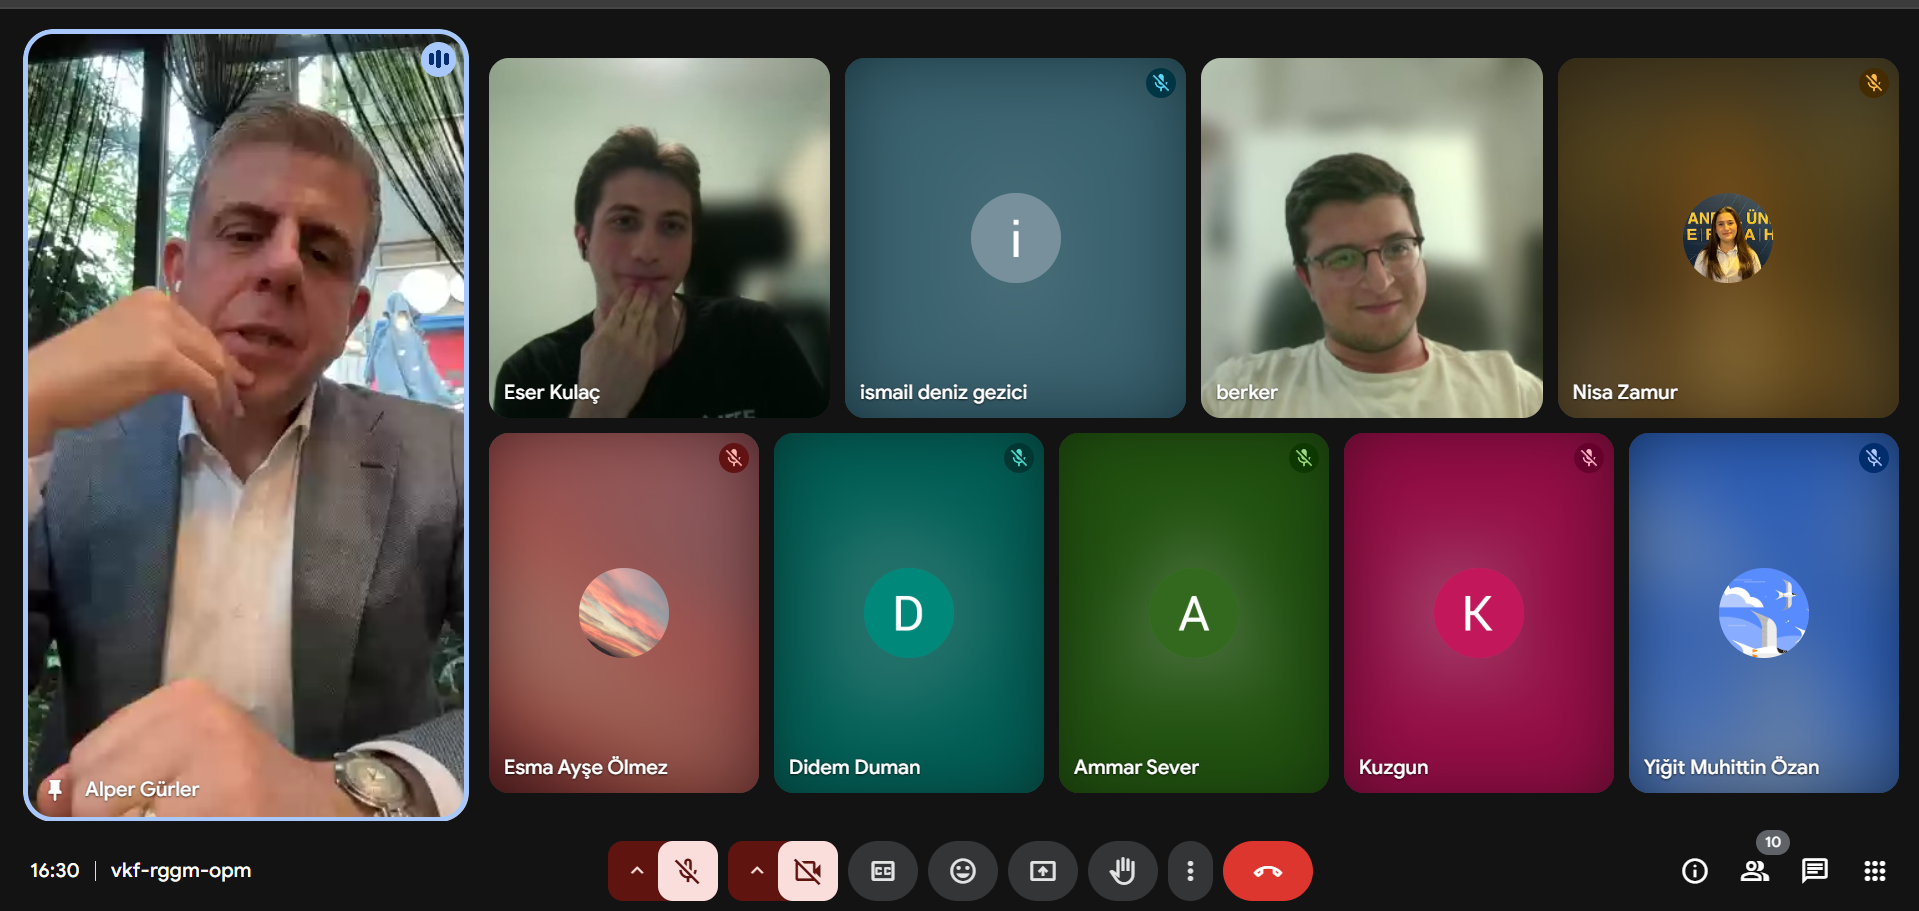 Alper Gürler
Eser Kulaç
i
ismail deniz gezici
berker
Nisa Zamur
Esma Ayşe Ölmez
D
Didem Duman
A
Ammar Sever
K
Kuzgun
Yiğit Muhittin Özan
16:30
vkf-rggm-opm
CC
10